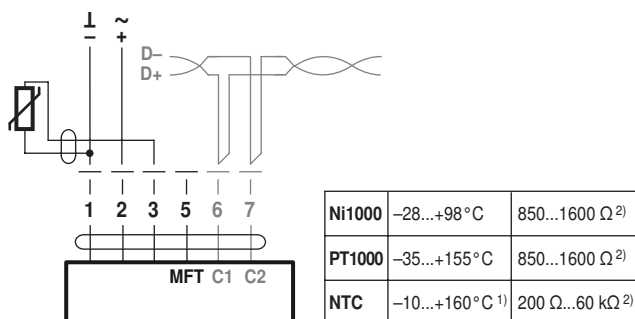 ⊥ ~
– +
D–
D+
1 2 3 5 6 7
MFT C1 C2
Ni1000 –28...+98°C 850...1600 Ω 2)
PT1000 –35...+155°C 850...1600 Ω 2)
NTC –10...+160°C 1) 200 Ω...60 kΩ 2)